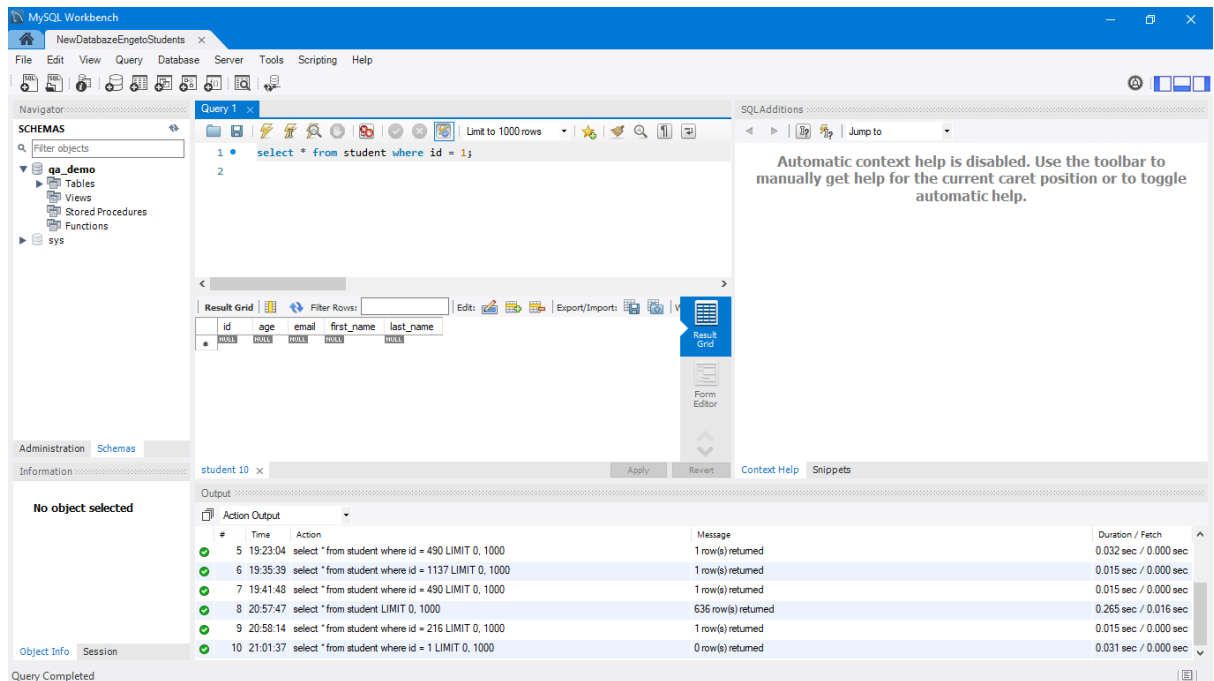 MySQL Workbench
NewDatabazeEngetoStudents
File Edit View Query Database Server Tools Scripting Help
Navigator
SCHEMAS
Filter objects
qa_demo
Tables
Views
Stored Procedures
Functions
sys
Administration Schemas
Information
No object selected
Object Info Session
Query 1
Limit to 1000 rows
1 select * from student where id = 1;
2
Result Grid Filter Rows: Edit: Export/Import:
id age email first_name last_name
NULL NULL NULL NULL NULL
Result Grid
Form Editor
student 10 Apply Revert
SQLAdditions
Jump to
Automatic context help is disabled. Use the toolbar to
manually get help for the current caret position or to toggle
automatic help.
Context Help Snippets
Output
Action Output
# Time Action Message Duration / Fetch
5 19:23:04 select * from student where id = 490 LIMIT 0, 1000 1 row(s) returned 0.032 sec / 0.000 sec
6 19:35:39 select * from student where id = 1137 LIMIT 0, 1000 1 row(s) returned 0.015 sec / 0.000 sec
7 19:41:48 select * from student where id = 490 LIMIT 0, 1000 1 row(s) returned 0.015 sec / 0.000 sec
8 20:57:47 select * from student LIMIT 0, 1000 636 row(s) returned 0.265 sec / 0.016 sec
9 20:58:14 select * from student where id = 216 LIMIT 0, 1000 1 row(s) returned 0.015 sec / 0.000 sec
10 21:01:37 select * from student where id = 1 LIMIT 0, 1000 0 row(s) returned 0.031 sec / 0.000 sec
Query Completed